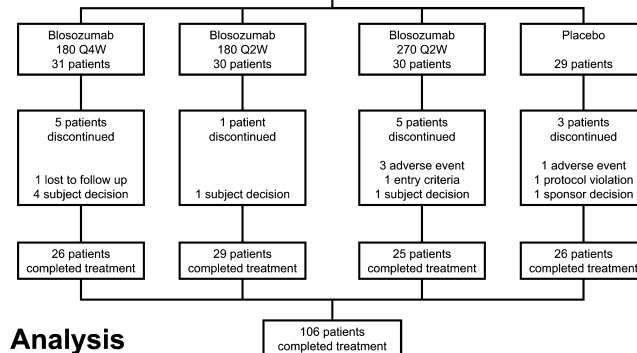 Blosozumab
180 Q4W
31 patients
Blosozumab
180 Q2W
30 patients
Blosozumab
270 Q2W
30 patients
Placebo
29 patients
5 patients
discontinued
1 lost to follow up
4 subject decision
1 patient
discontinued
1 subject decision
5 patients
discontinued
3 adverse event
1 entry criteria
1 subject decision
3 patients
discontinued
1 adverse event
1 protocol violation
1 sponsor decision
26 patients
completed treatment
29 patients
completed treatment
25 patients
completed treatment
26 patients
completed treatment
106 patients
completed treatment
Analysis